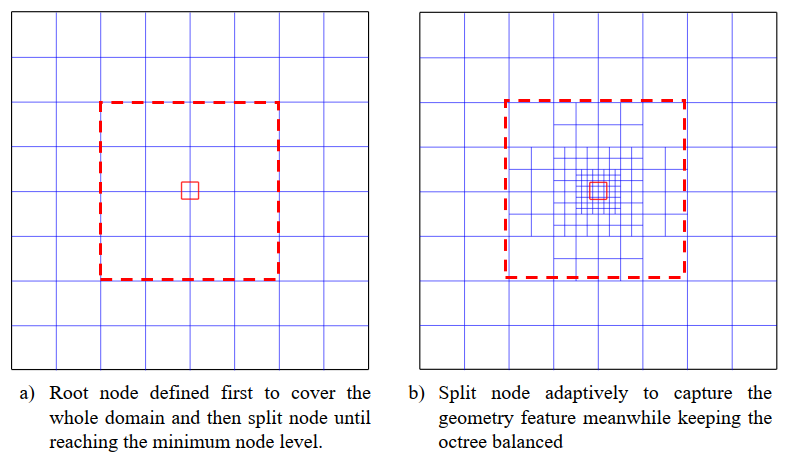 a) Root node defined first to cover the
whole domain and then split node until
reaching the minimum node level.
b) Split node adaptively to capture the
geometry feature meanwhile keeping the
octree balanced